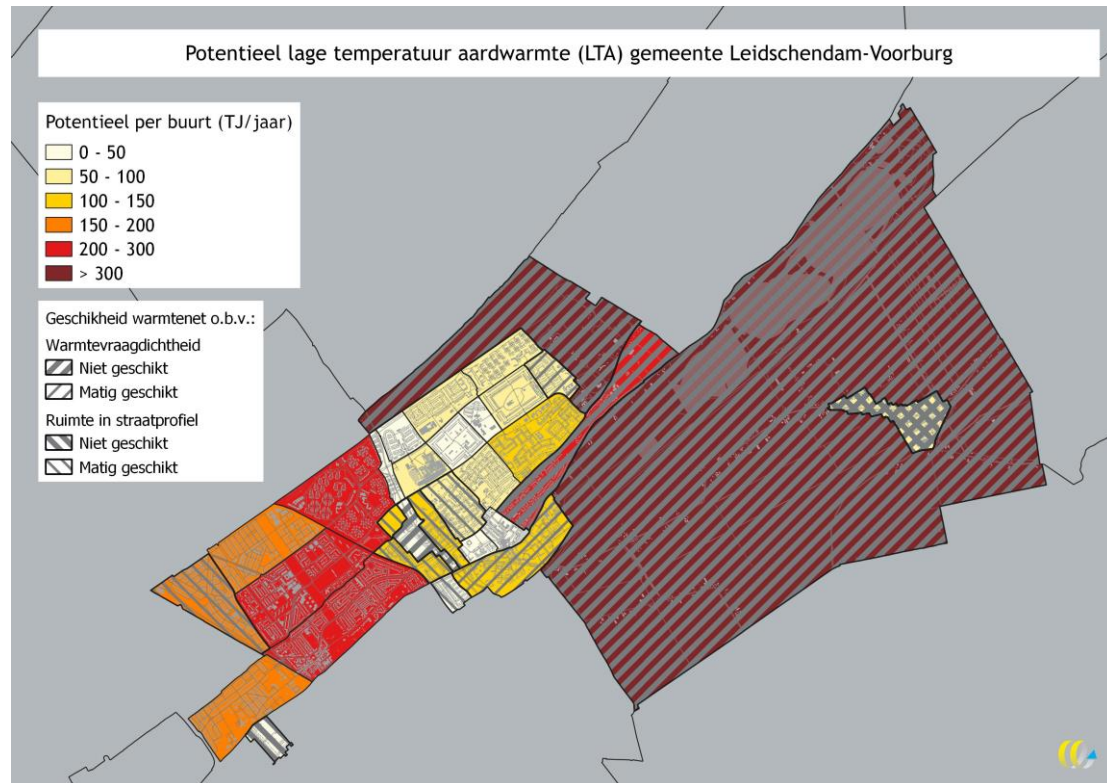 Potentieel lage temperatuur aardwarmte (LTA) gemeente Leidschendam-Voorburg
Potentieel per buurt (TJ/jaar)
0 - 50
50 - 100
100 - 150
150 - 200
200 - 300
> 300
Geschikheid warmtenet o.b.v.:
Warmtevraagdichtheid
Niet geschikt
Matig geschikt
Ruimte in straatprofiel
Niet geschikt
Matig geschikt